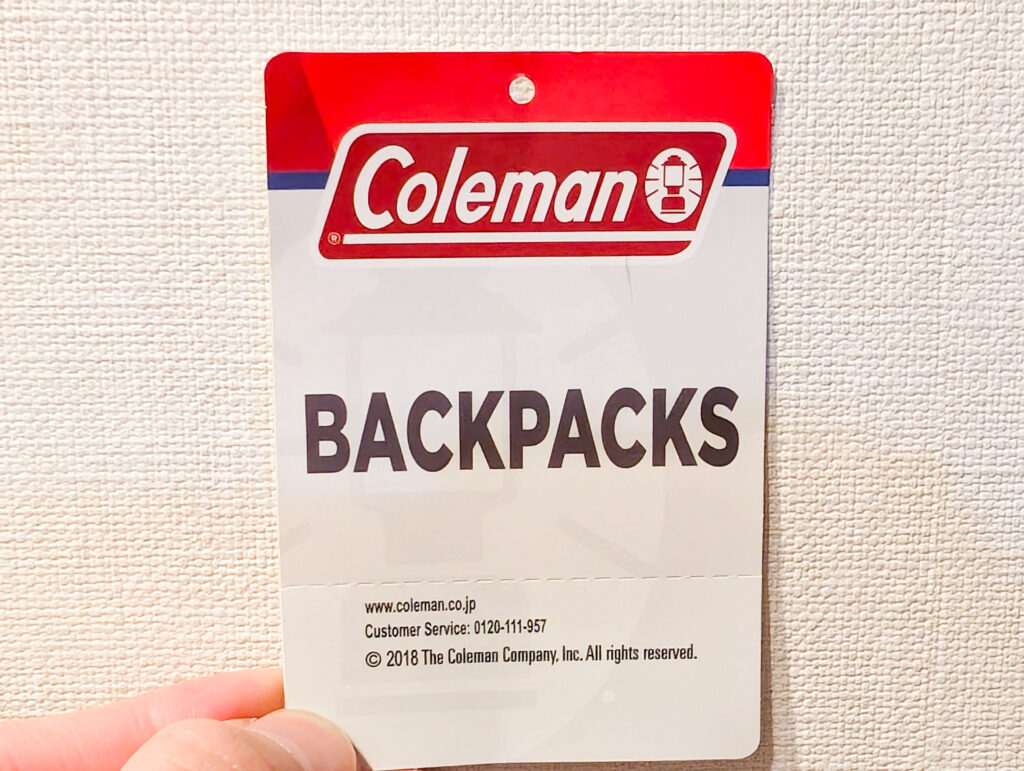 Coleman
®
BACKPACKS
www.coleman.co.jp
Customer Service: 0120-111-957
© 2018 The Coleman Company, Inc. All rights reserved.